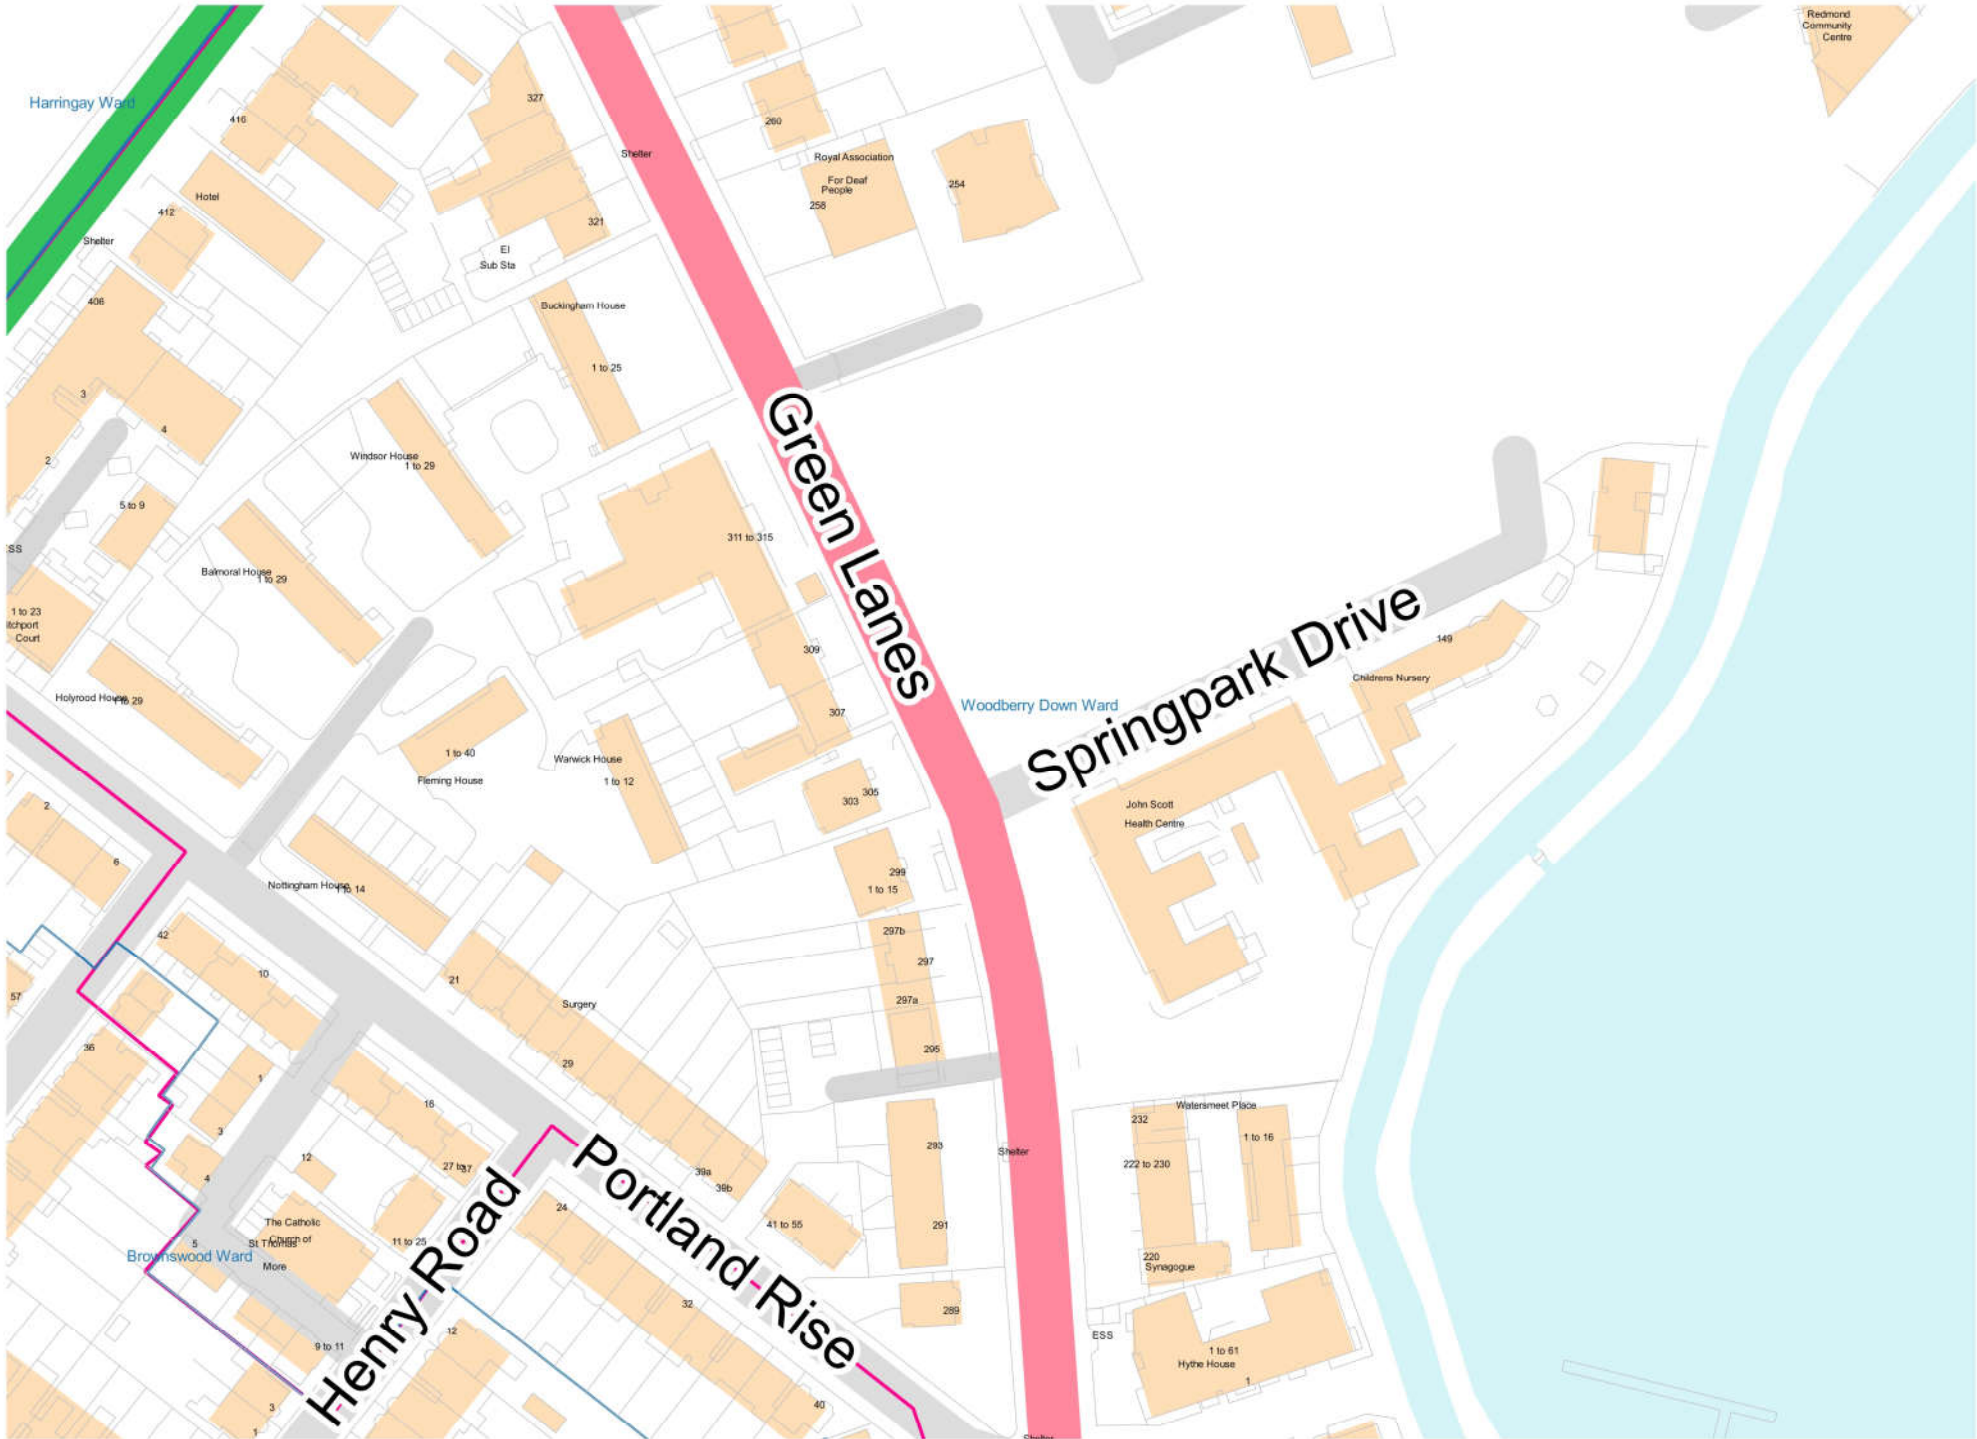 Redmond
Community
Centre
Harringay Ward
327
416
260
Shelter
Royal Association
For Deaf
People
258
254
Hotel
412
Shelter
321
El
Sub Sta
408
Buckingham House
1 to 25
3
4
2
Windsor House
1 to 29
Green Lanes
5 to 9
311 to 315
Balmoral House
1 to 29
1 to 23
Court
309
Springpark Drive
149
Childrens Nursery
Holyrood House
1 to 29
307
Woodberry Down Ward
1 to 40
Fleming House
Warwick House
1 to 12
303
305
John Scott
Health Centre
2
6
Nottingham House
1 to 14
299
1 to 15
42
10
21
Surgery
297b
297
297a
57
36
1
29
295
16
3
12
4
27 to 37
39a
39b
293
Shelter
232
Watersmeet Place
1 to 16
222 to 230
24
41 to 55
291
The Catholic
Church of
St Thomas
More
5
11 to 25
Brownswood Ward
Henry Road
Portland Rise
220
Synagogue
32
289
ESS
9 to 11
12
1 to 61
Hythe House
1
3
1
40
Shelter